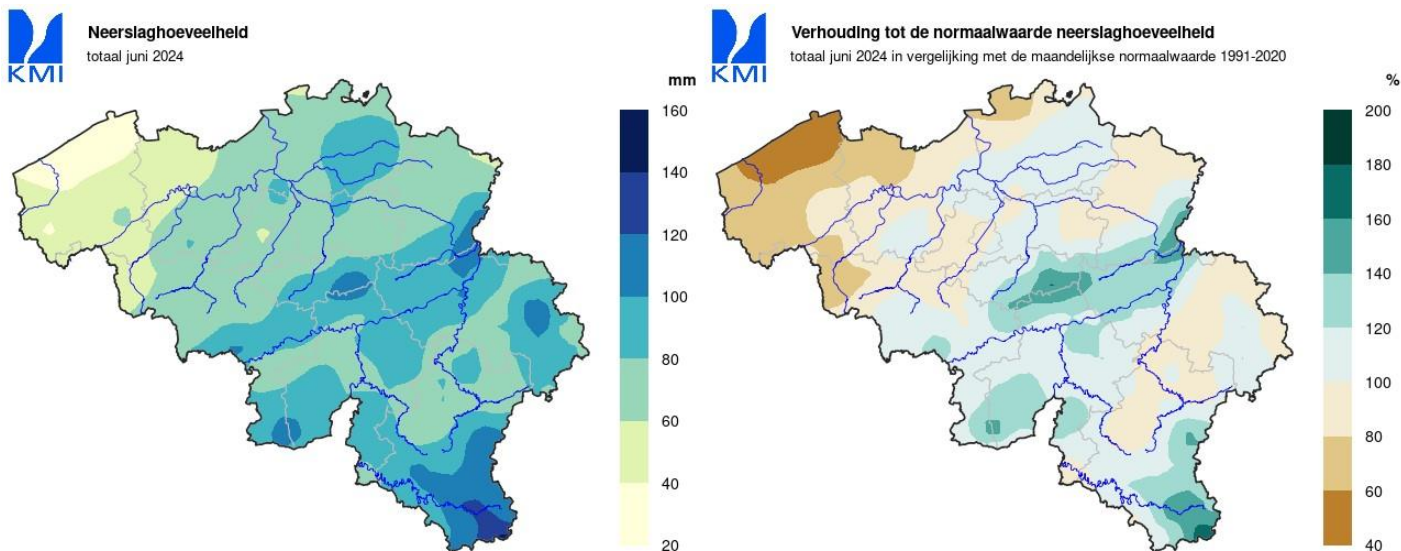 KMI
Neerslaghoeveelheid
totaal juni 2024
mm
160
140
120
100
80
60
40
20
KMI
Verhouding tot de normaalwaarde neerslaghoeveelheid
totaal juni 2024 in vergelijking met de maandelijkse normaalwaarde 1991-2020
%
200
180
160
140
120
100
80
60
40